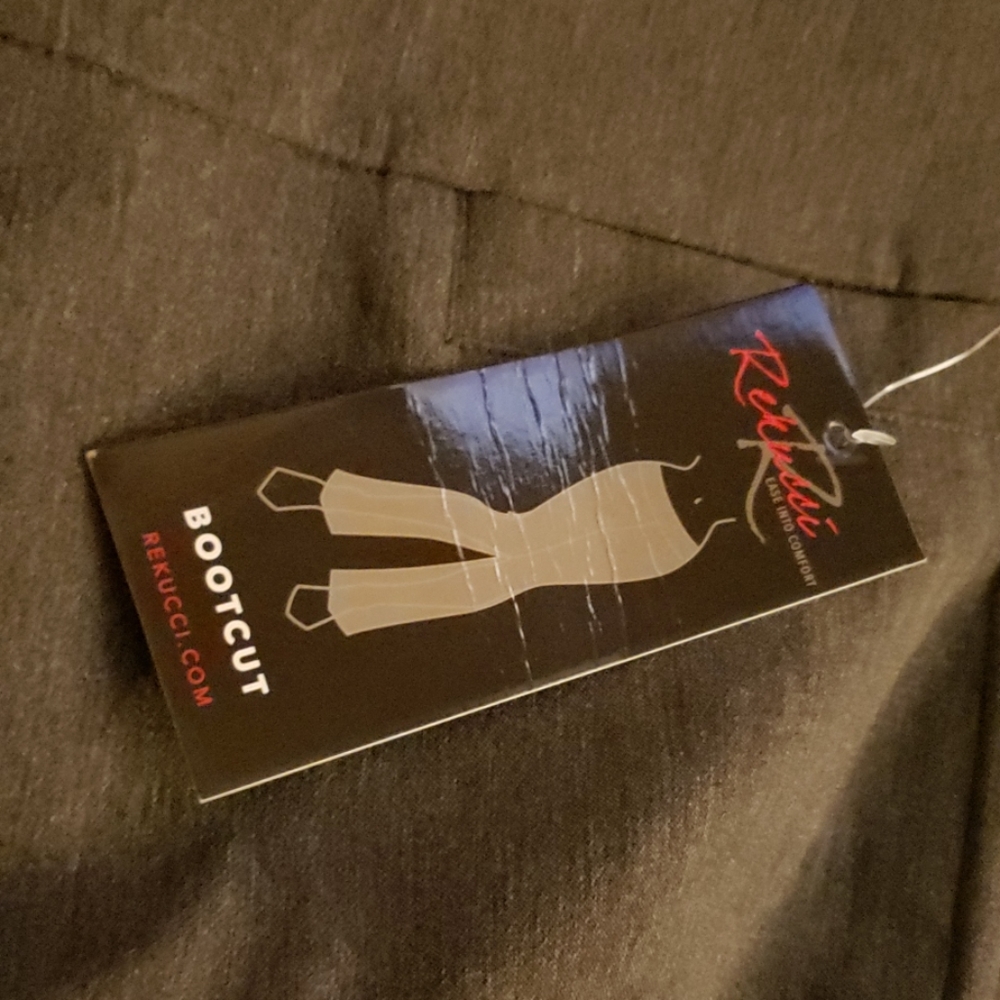 Rekucci
R
EASE INTO COMFORT
BOOTCUT
REKUCCI.COM